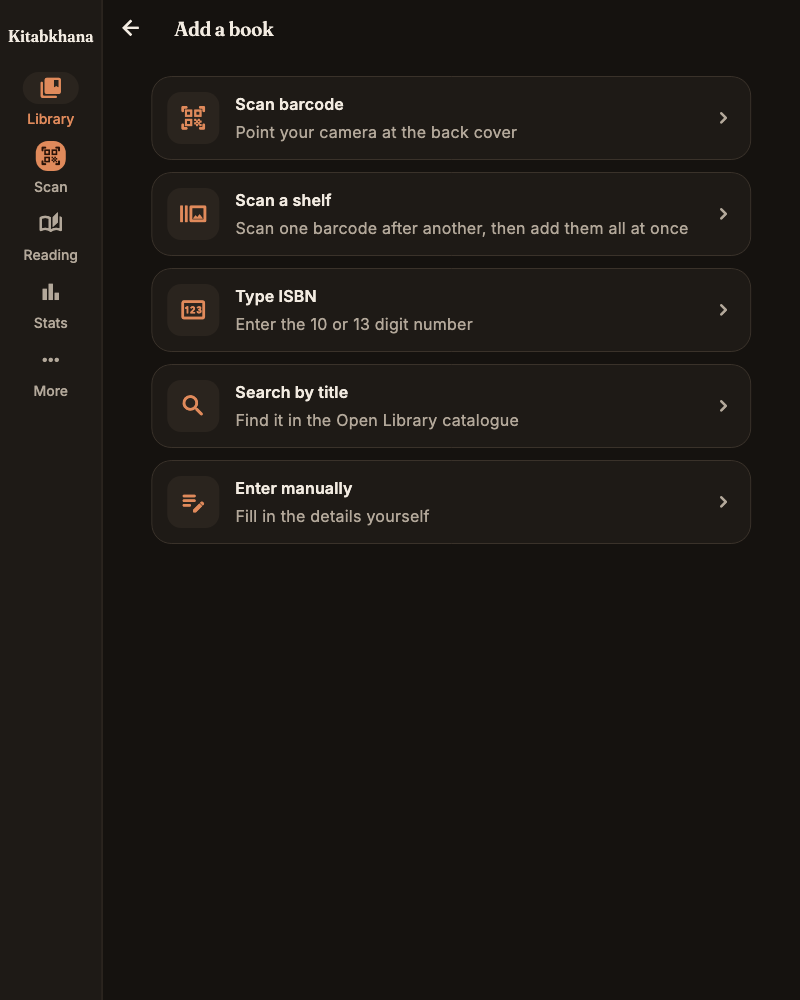 Kitabkhana
Library
Scan
Reading
Stats
More
Add a book
Scan barcode
Point your camera at the back cover
Scan a shelf
Scan one barcode after another, then add them all at once
123
Type ISBN
Enter the 10 or 13 digit number
Search by title
Find it in the Open Library catalogue
Enter manually
Fill in the details yourself